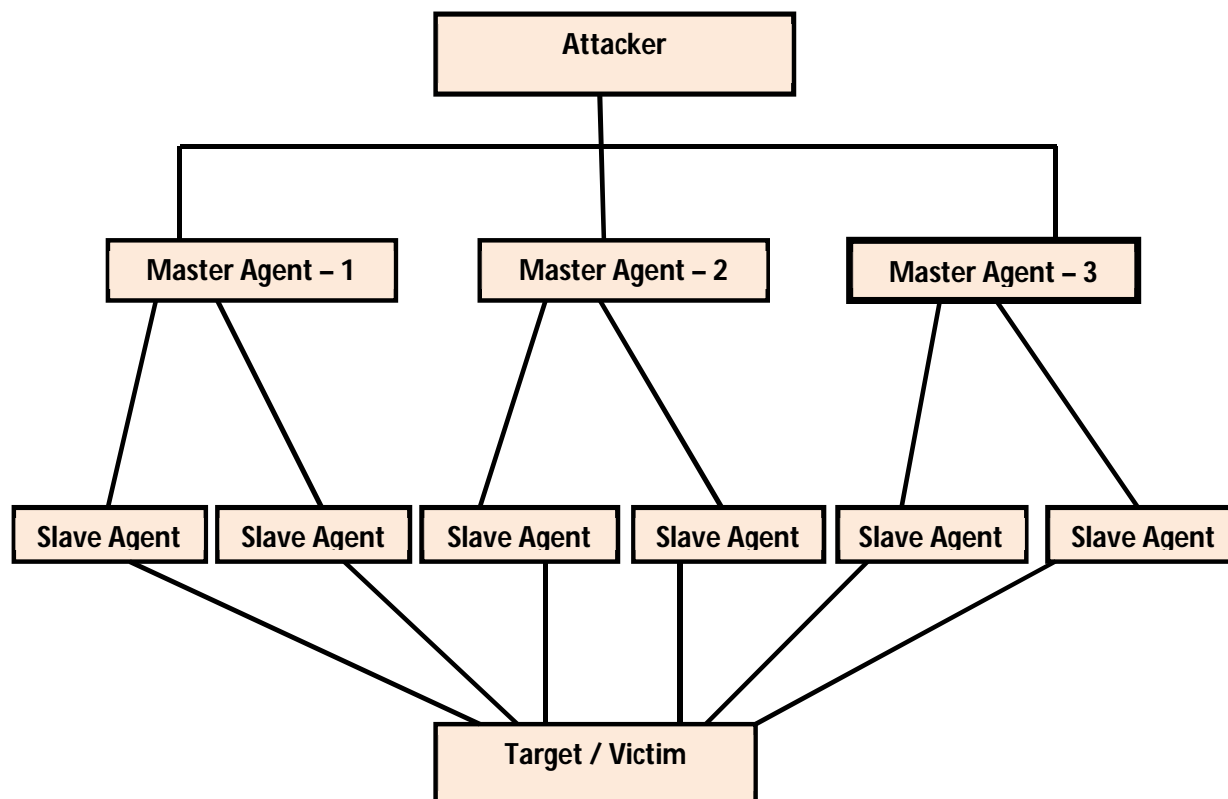 Attacker
Master Agent – 1
Master Agent – 2
Master Agent – 3
Slave Agent
Slave Agent
Slave Agent
Slave Agent
Slave Agent
Slave Agent
Target / Victim